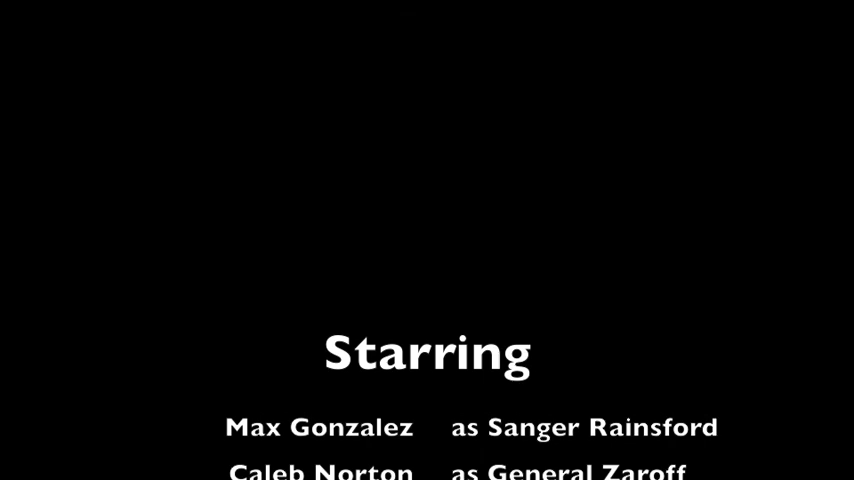 Starring
Max Gonzalez as Sanger Rainsford
Caleb Norton as General Zaroff